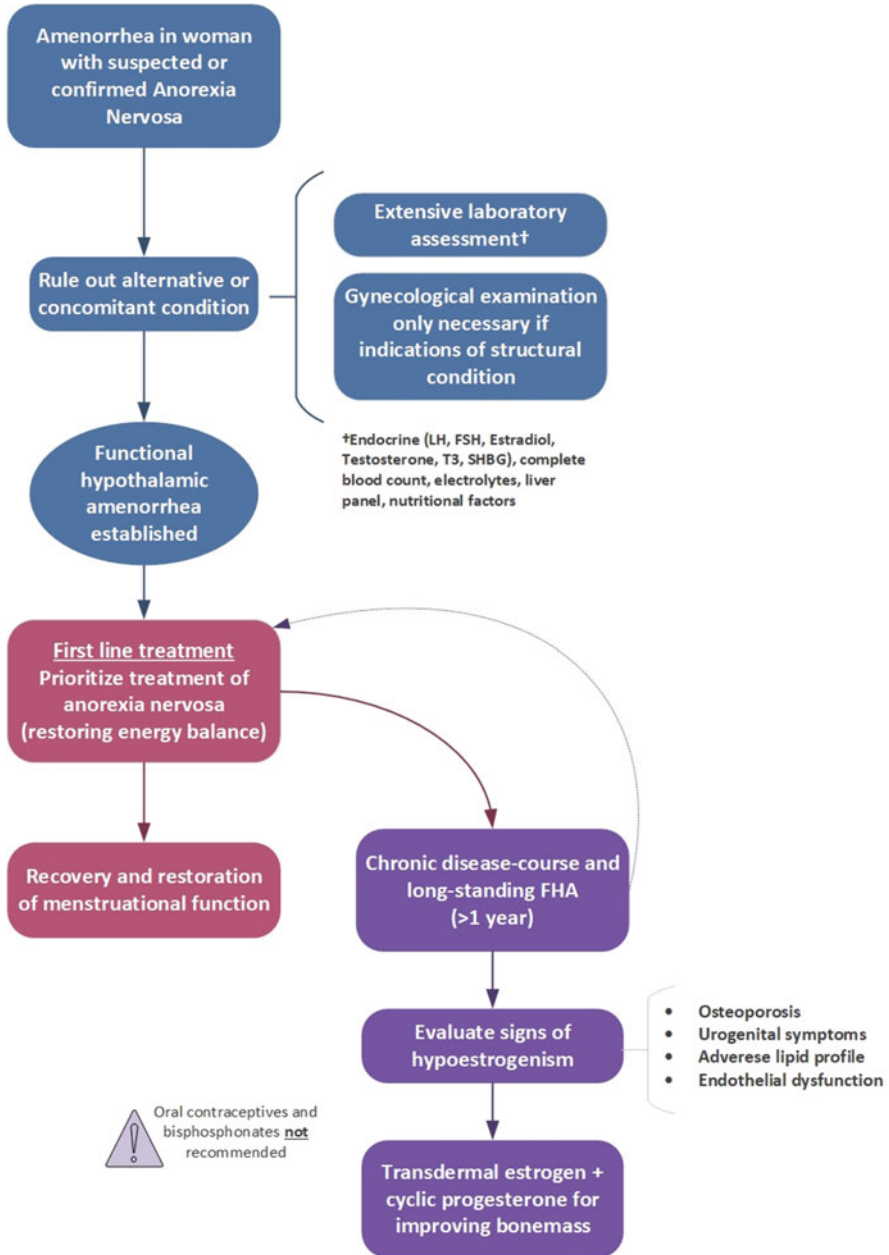 Amenorrhea in woman
with suspected or
confirmed Anorexia
Nervosa
Rule out alternative or
concomitant condition
Extensive laboratory
assessment†
Gynecological examination
only necessary if
indications of structural
condition
†Endocrine (LH, FSH, Estradiol,
Testosterone, T3, SHBG), complete
blood count, electrolytes, liver
panel, nutritional factors
Functional
hypothalamic
amenorrhea
established
First line treatment
Prioritize treatment of
anorexia nervosa
(restoring energy balance)
Recovery and restoration
of menstruational function
Chronic disease-course and
long-standing FHA
(>1 year)
Evaluate signs of
hypoestrogenism
• Osteoporosis
• Urogenital symptoms
• Adverese lipid profile
• Endothelial dysfunction
Oral contraceptives and
bisphosphonates not
recommended
Transdermal estrogen +
cyclic progesterone for
improving bonemass